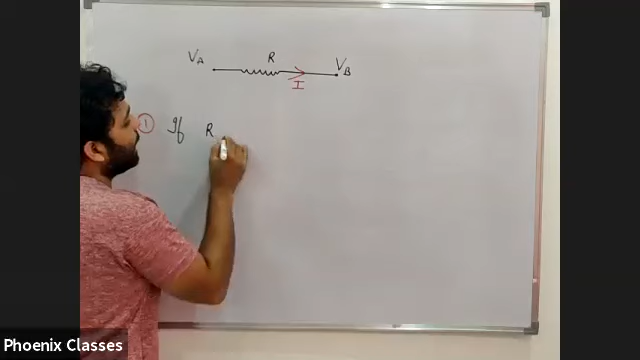 V_A R V_B
I
① If R
Phoenix Classes